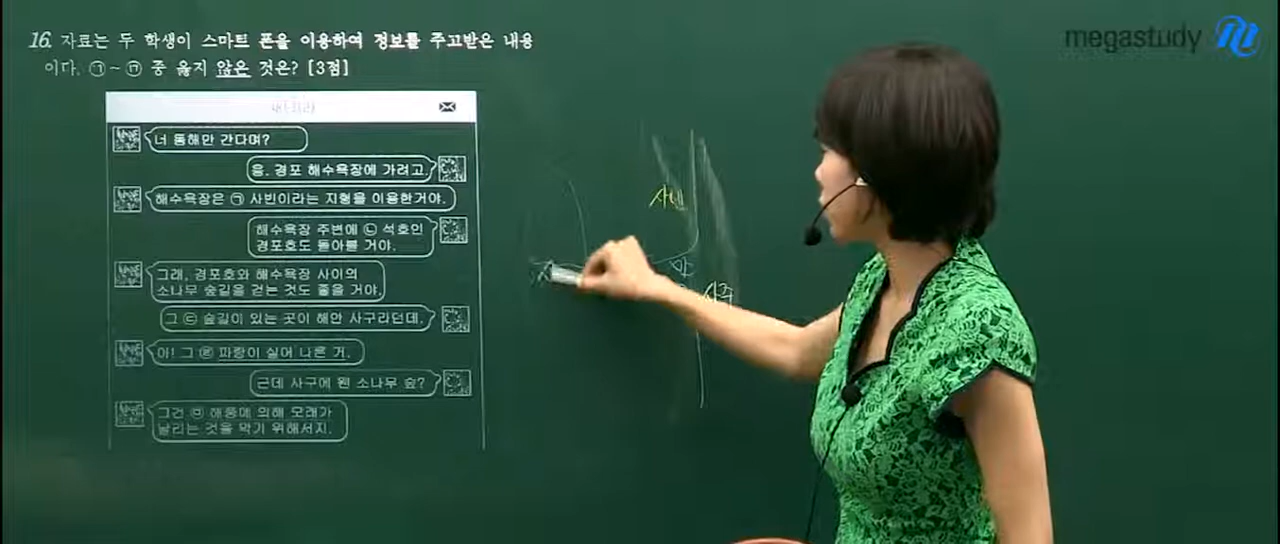 16. 자료는 두 학생이 스마트 폰을 이용하여 정보를 주고받은 내용
이다. ㉠~㉤ 중 옳지 않은 것은? [3점]
너 동해안 간다며?
응. 경포 해수욕장에 가려고.
해수욕장은 ㉠ 사빈이라는 지형을 이용한거야.
해수욕장 주변에 ㉡ 석호인
경포호도 돌아볼 거야.
그래. 경포호와 해수욕장 사이의
소나무 숲길을 걷는 것도 좋을 거야.
그 ㉢ 숲길이 있는 곳이 해안 사구라던데.
아! 그 ㉣ 파랑이 실어 나른 거.
근데 사구에 웬 소나무 숲?
그건 ㉤ 해풍에 의해 모래가
날리는 것을 막기 위해서지.
사빈
만
사주
megastudy